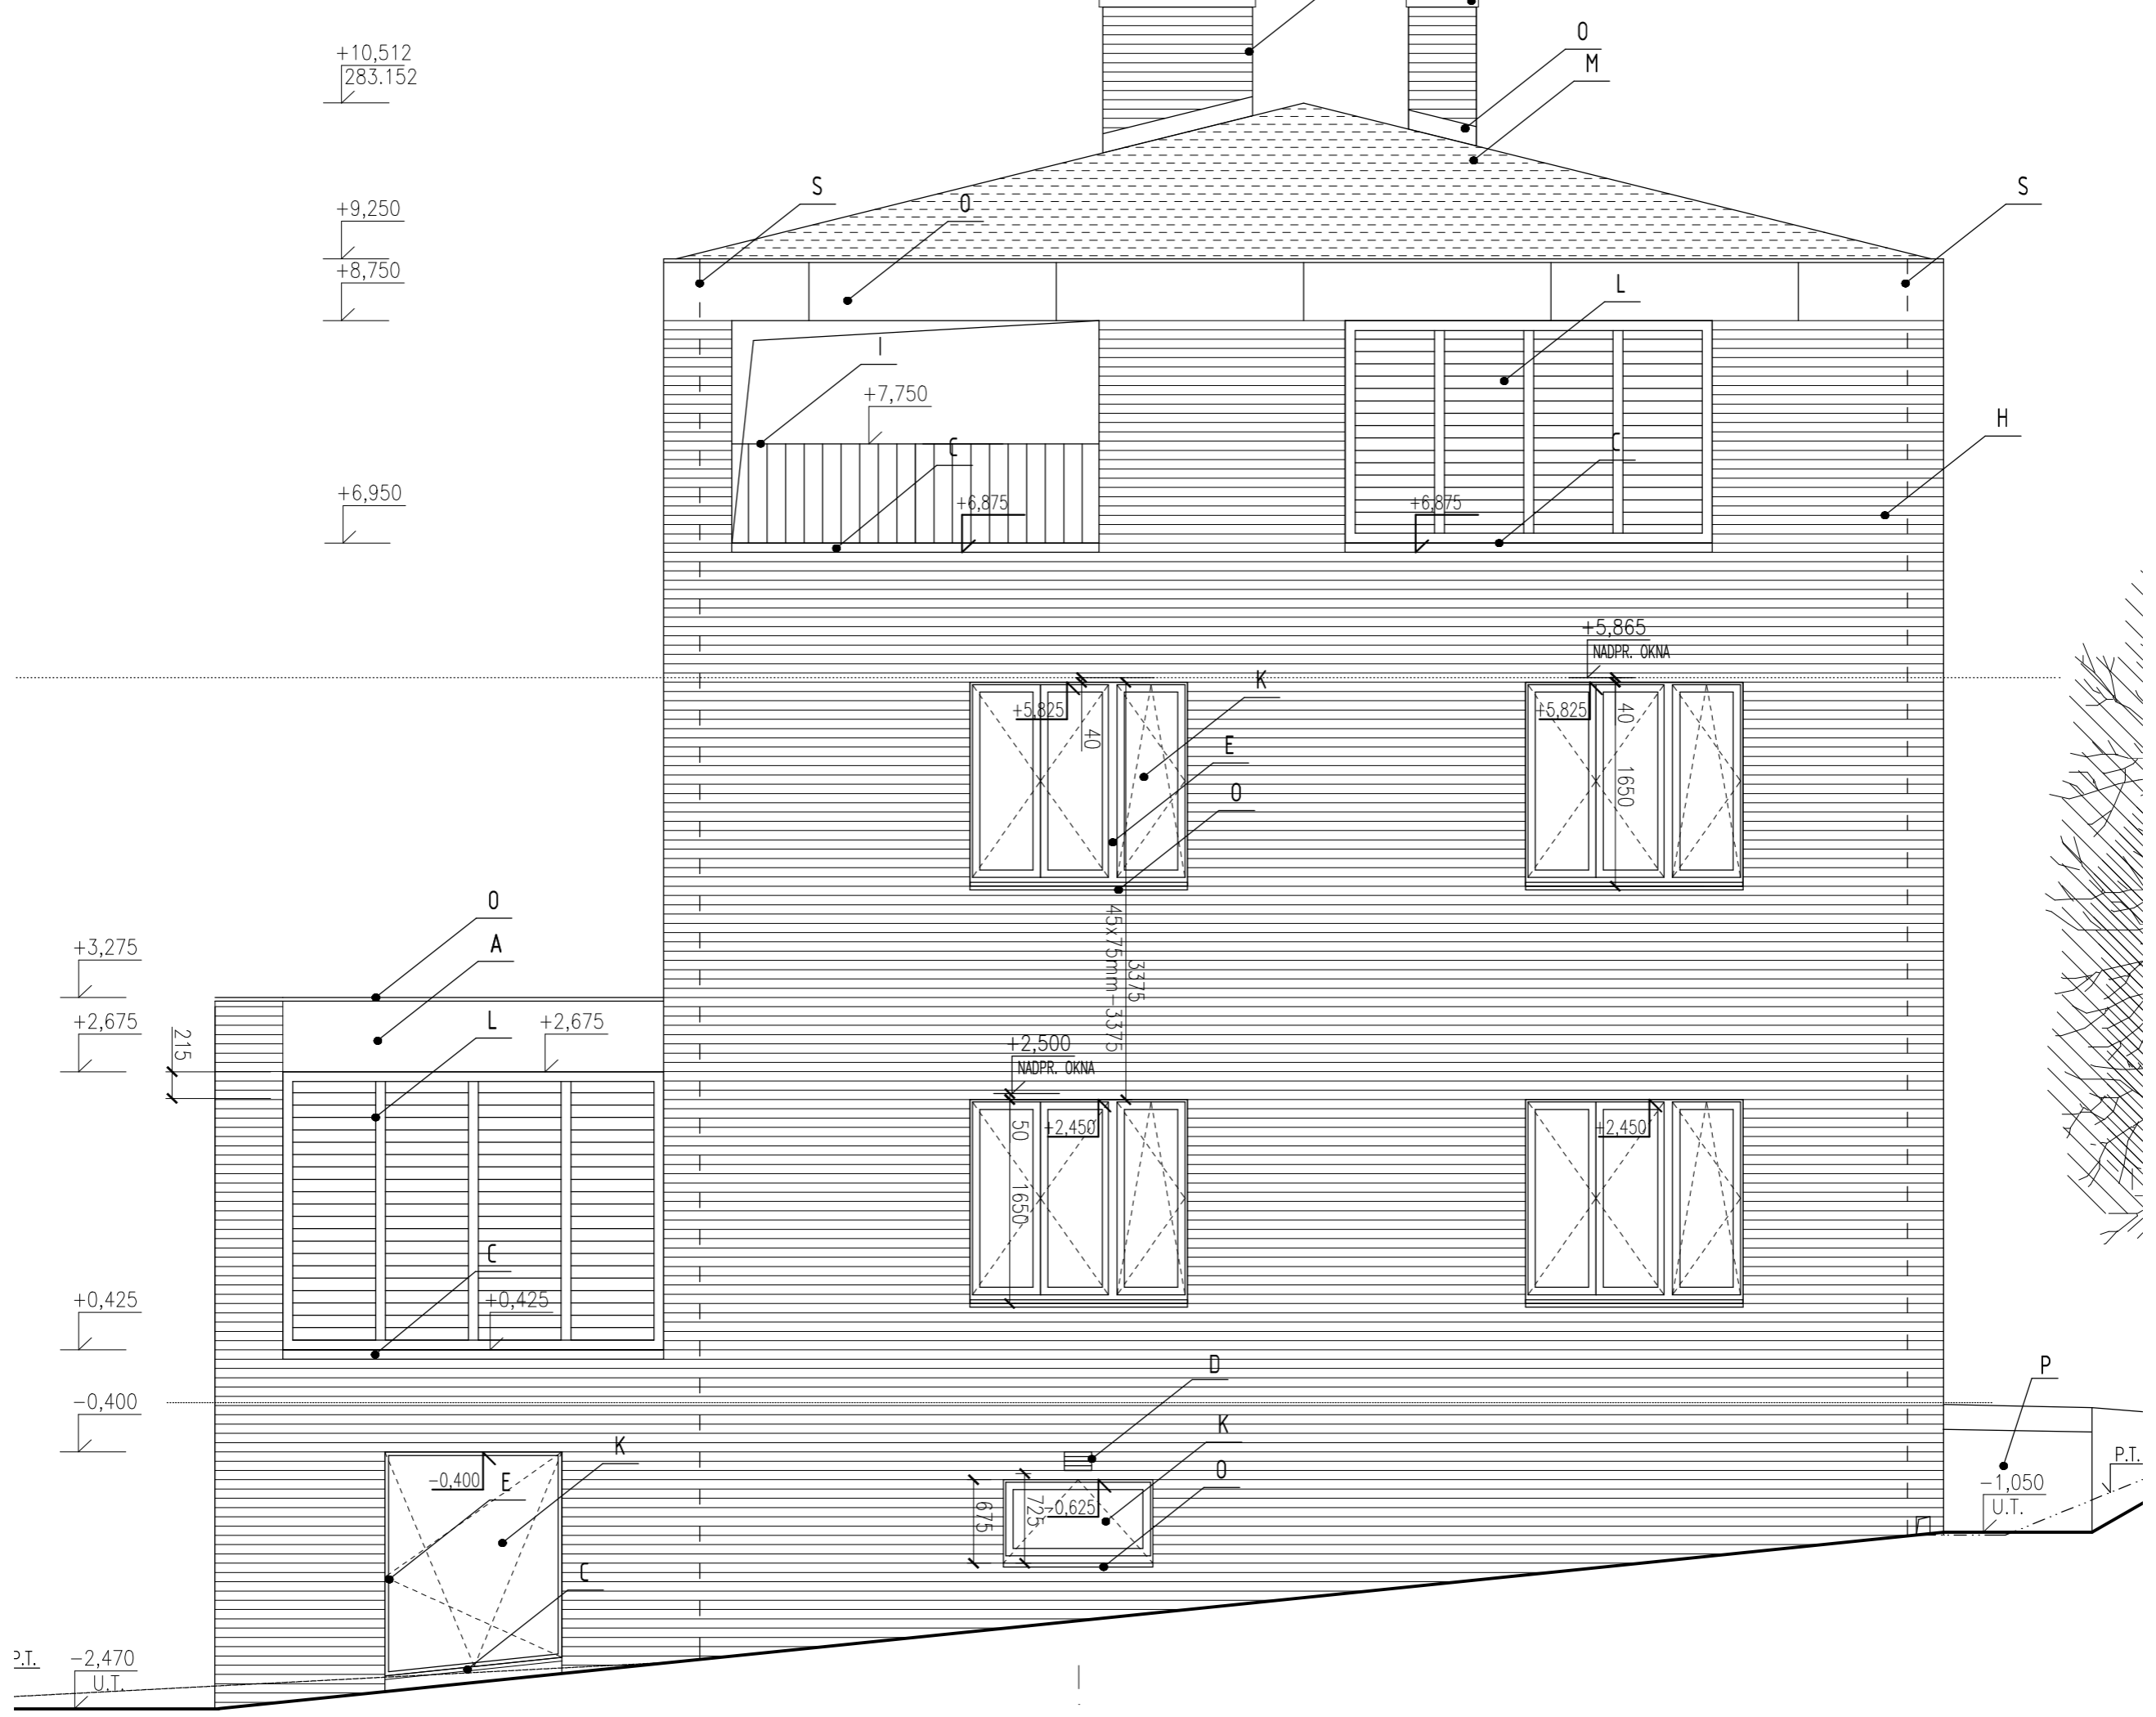 +10,512
283.152
O
M
S
+9,250
O
S
+8,750
L
I
+7,750
C
C
H
+6,950
+6,875
+6,875
+5,865
NADPR. OKNA
K
+5,825
+5,825
40
40
E
1650
O
O
45x75mm-3375
3375
+3,275
A
L
+2,675
+2,675
215
+2,500
NADPR. OKNA
50
+2,450
+2,450
1650
C
+0,425
+0,425
D
P
-0,400
K
K
O
P.T.
-0,400
E
675
725
-0,625
-1,050
U.T.
C
P.T.
-2,470
U.T.